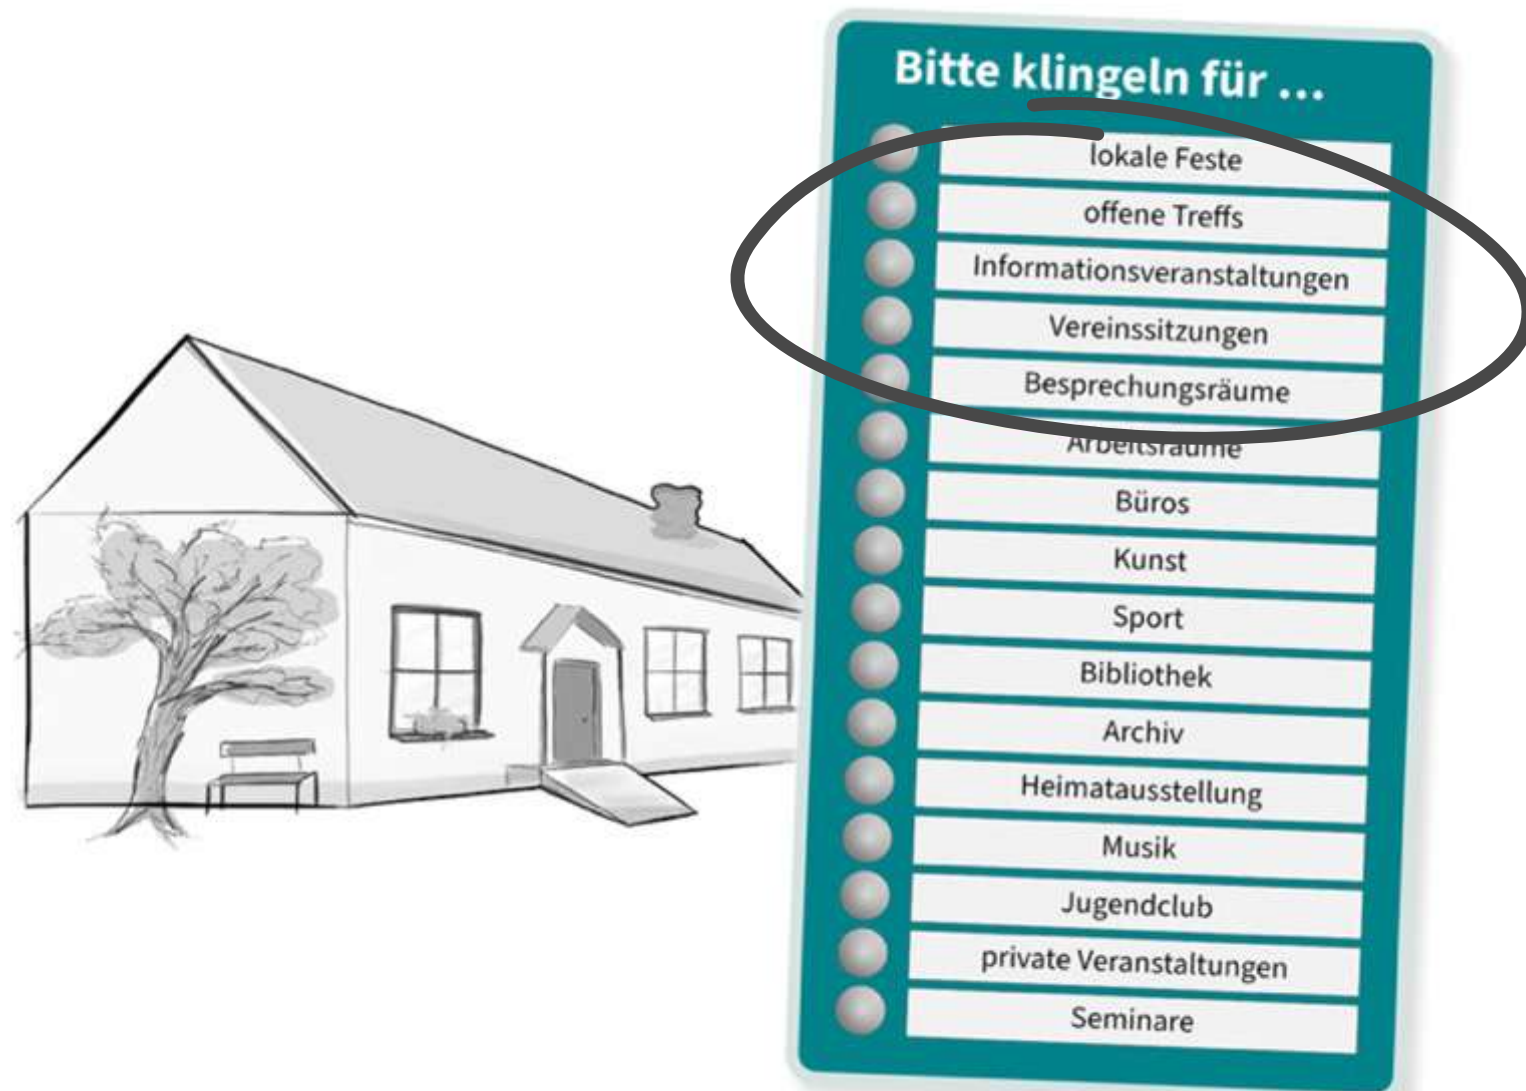 Bitte klingeln für ...
lokale Feste
offene Treffs
Informationsveranstaltungen
Vereinssitzungen
Besprechungsräume
Arbeitsräume
Büros
Kunst
Sport
Bibliothek
Archiv
Heimatausstellung
Musik
Jugendclub
private Veranstaltungen
Seminare